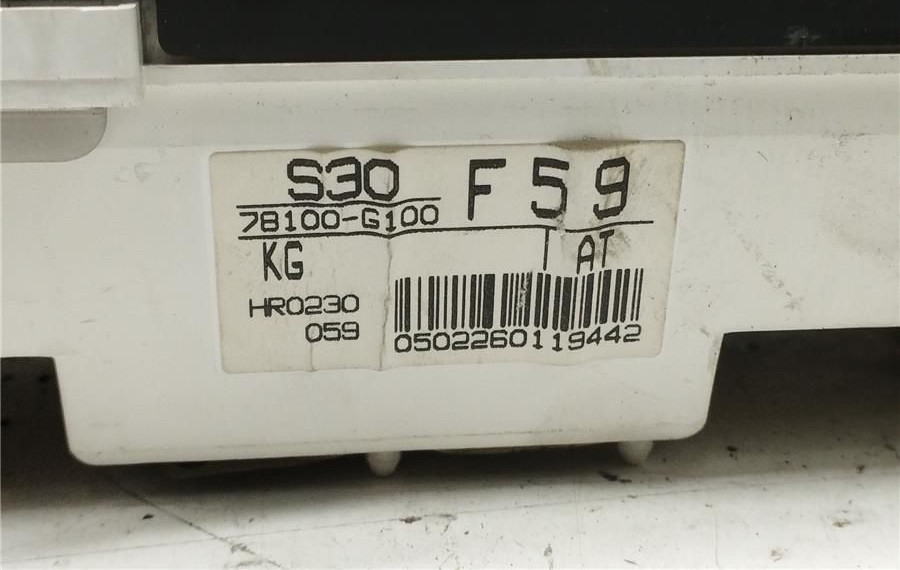 S30 F59
78100-G100
KG AT
HR0230
059
0502260119442